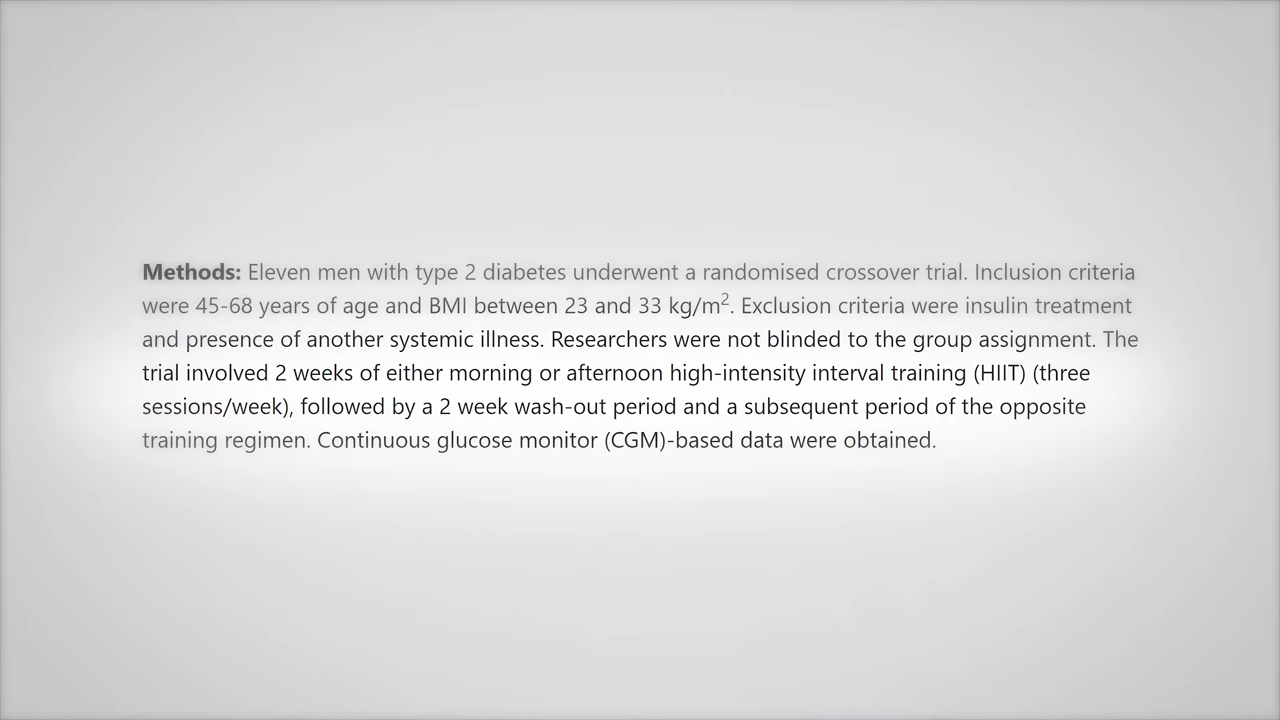 Methods: Eleven men with type 2 diabetes underwent a randomised crossover trial. Inclusion criteria
were 45-68 years of age and BMI between 23 and 33 kg/m². Exclusion criteria were insulin treatment
and presence of another systemic illness. Researchers were not blinded to the group assignment. The
trial involved 2 weeks of either morning or afternoon high-intensity interval training (HIIT) (three
sessions/week), followed by a 2 week wash-out period and a subsequent period of the opposite
training regimen. Continuous glucose monitor (CGM)-based data were obtained.